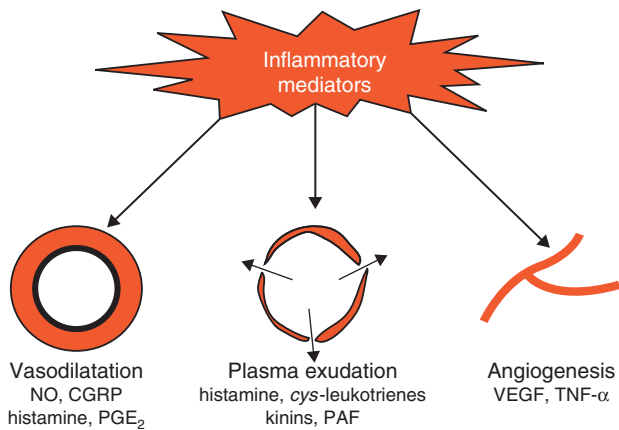 Inflammatory
mediators
Vasodilatation
NO, CGRP
histamine, PGE₂
Plasma exudation
histamine, cys-leukotrienes
kinins, PAF
Angiogenesis
VEGF, TNF-α